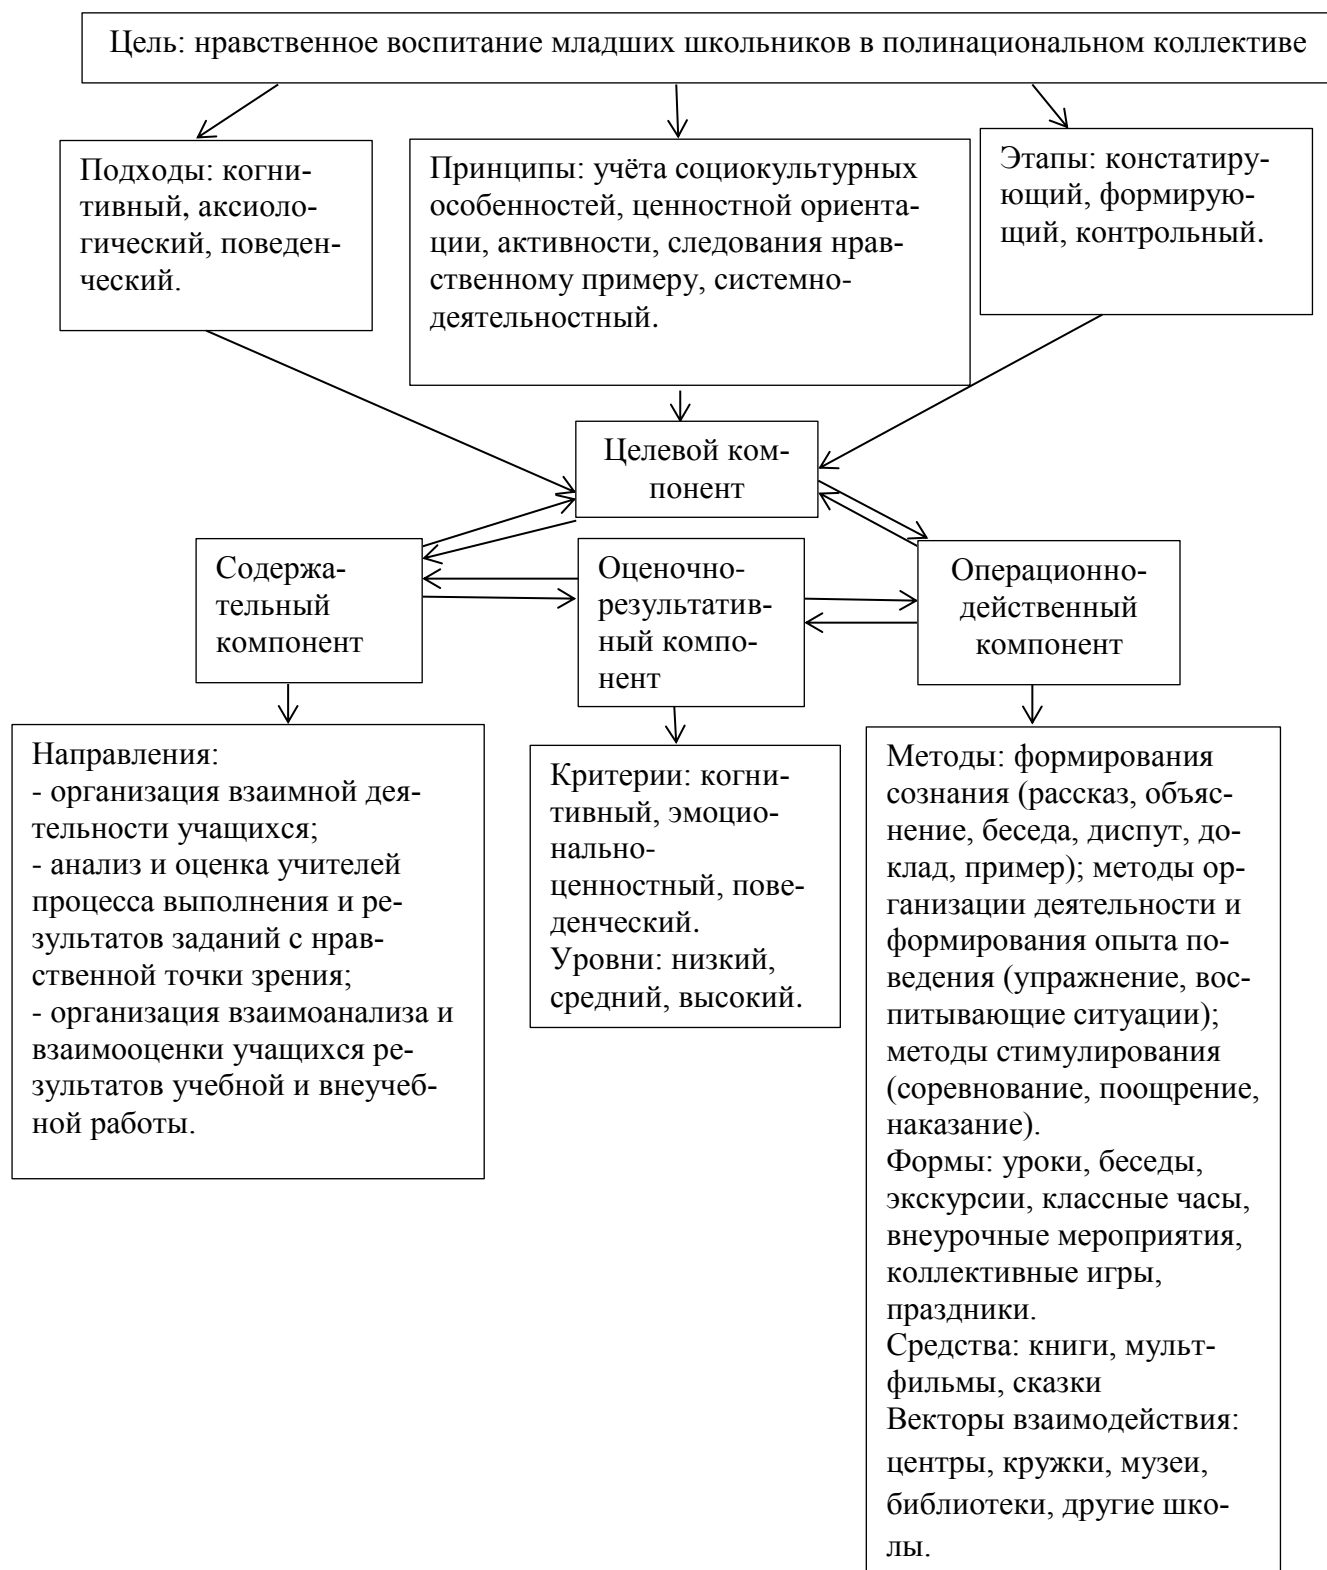 Цель: нравственное воспитание младших школьников в полинациональном коллективе
Подходы: когни-
тивный, аксиоло-
гический, поведен-
ческий.
Принципы: учёта социокультурных
особенностей, ценностной ориента-
ции, активности, следования нрав-
ственному примеру, системно-
деятельностный.
Этапы: констатиру-
ющий, формирую-
щий, контрольный.
Целевой ком-
понент
Содержа-
тельный
компонент
Оценочно-
результатив-
ный компо-
нент
Операционно-
действенный
компонент
Направления:
- организация взаимной дея-
тельности учащихся;
- анализ и оценка учителей
процесса выполнения и ре-
зультатов заданий с нрав-
ственной точки зрения;
- организация взаимоанализа и
взаимооценки учащихся ре-
зультатов учебной и внеучеб-
ной работы.
Критерии: когни-
тивный, эмоцио-
нально-
ценностный, пове-
денческий.
Уровни: низкий,
средний, высокий.
Методы: формирования
сознания (рассказ, объяс-
нение, беседа, диспут, до-
клад, пример); методы ор-
ганизации деятельности и
формирования опыта по-
ведения (упражнение, вос-
питывающие ситуации);
методы стимулирования
(соревнование, поощрение,
наказание).
Формы: уроки, беседы,
экскурсии, классные часы,
внеурочные мероприятия,
коллективные игры,
праздники.
Средства: книги, мульт-
фильмы, сказки
Векторы взаимодействия:
центры, кружки, музеи,
библиотеки, другие шко-
лы.